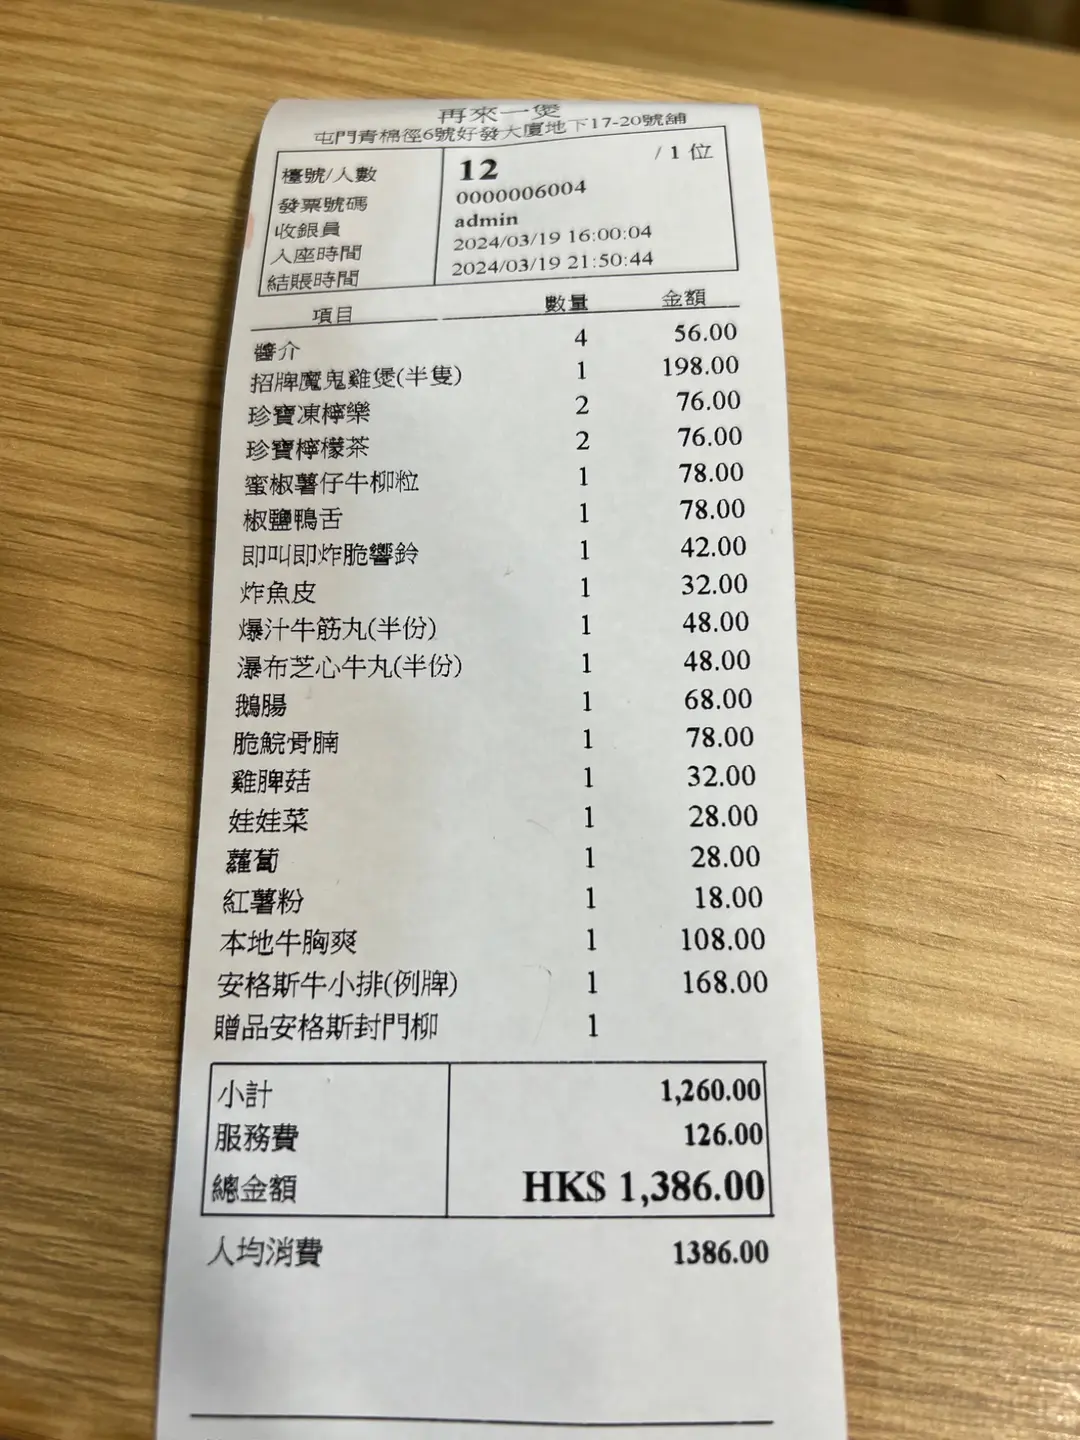 再來一煲
屯門青棉徑6號好發大廈地下17-20號舖
檯號/人數 12 / 1 位
發票號碼 0000006004
收銀員 admin
入座時間 2024/03/19 16:00:04
結賬時間 2024/03/19 21:50:44
項目 數量 金額
醬介 4 56.00
招牌魔鬼雞煲(半隻) 1 198.00
珍寶凍檸樂 2 76.00
珍寶檸檬茶 2 76.00
蜜椒薯仔牛柳粒 1 78.00
椒鹽鴨舌 1 78.00
即叫即炸脆響鈴 1 42.00
炸魚皮 1 32.00
爆汁牛筋丸(半份) 1 48.00
瀑布芝心牛丸(半份) 1 48.00
鵝腸 1 68.00
脆鯇骨腩 1 78.00
雞脾菇 1 32.00
娃娃菜 1 28.00
蘿蔔 1 28.00
紅薯粉 1 18.00
本地牛胸爽 1 108.00
安格斯牛小排(例牌) 1 168.00
贈品安格斯封門柳 1
小計 1,260.00
服務費 126.00
總金額 HK$ 1,386.00
人均消費 1386.00